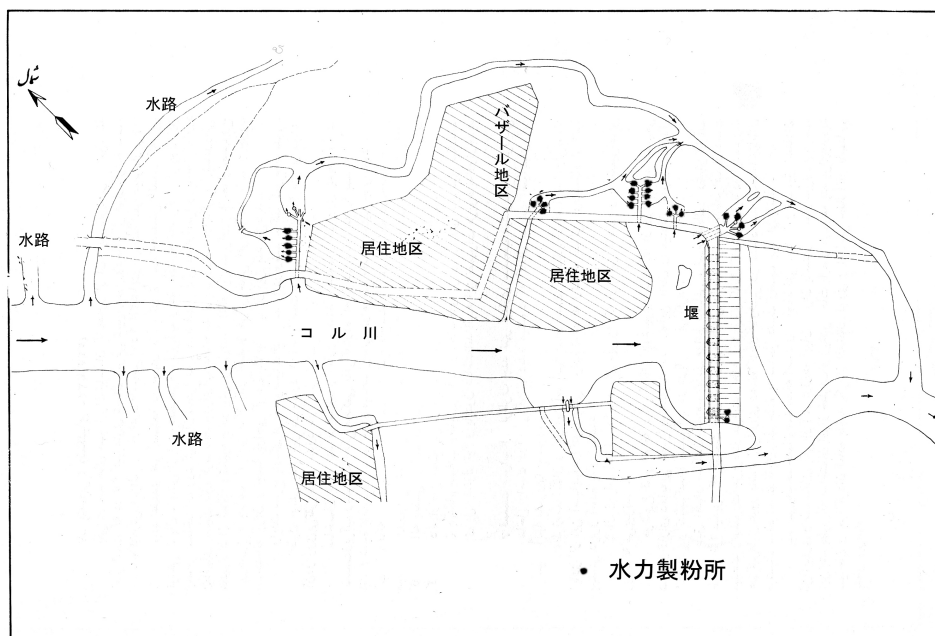 شمال
水路
バザール地区
水路
居住地区
居住地区
コル川
堰
水路
居住地区
水力製粉所